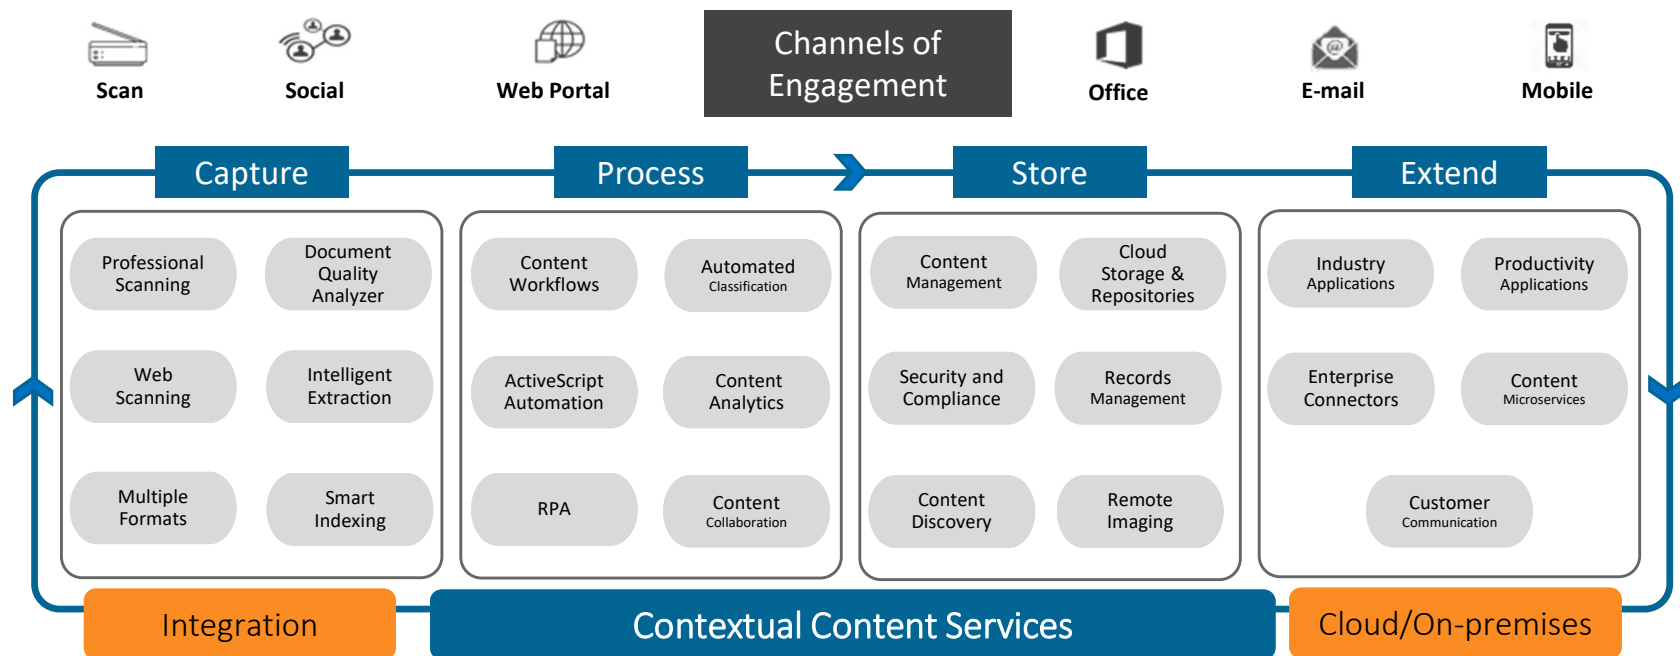 Channels of
Engagement
Scan
Social
Web Portal
Office
E-mail
Mobile
Capture
Process
Store
Extend
Professional
Scanning
Document
Quality
Analyzer
Web
Scanning
Intelligent
Extraction
Multiple
Formats
Smart
Indexing
Content
Workflows
Automated
Classification
ActiveScript
Automation
Content
Analytics
RPA
Content
Collaboration
Content
Management
Cloud
Storage &
Repositories
Security and
Compliance
Records
Management
Content
Discovery
Remote
Imaging
Industry
Applications
Productivity
Applications
Enterprise
Connectors
Content
Microservices
Customer
Communication
Integration
Contextual Content Services
Cloud/On-premises